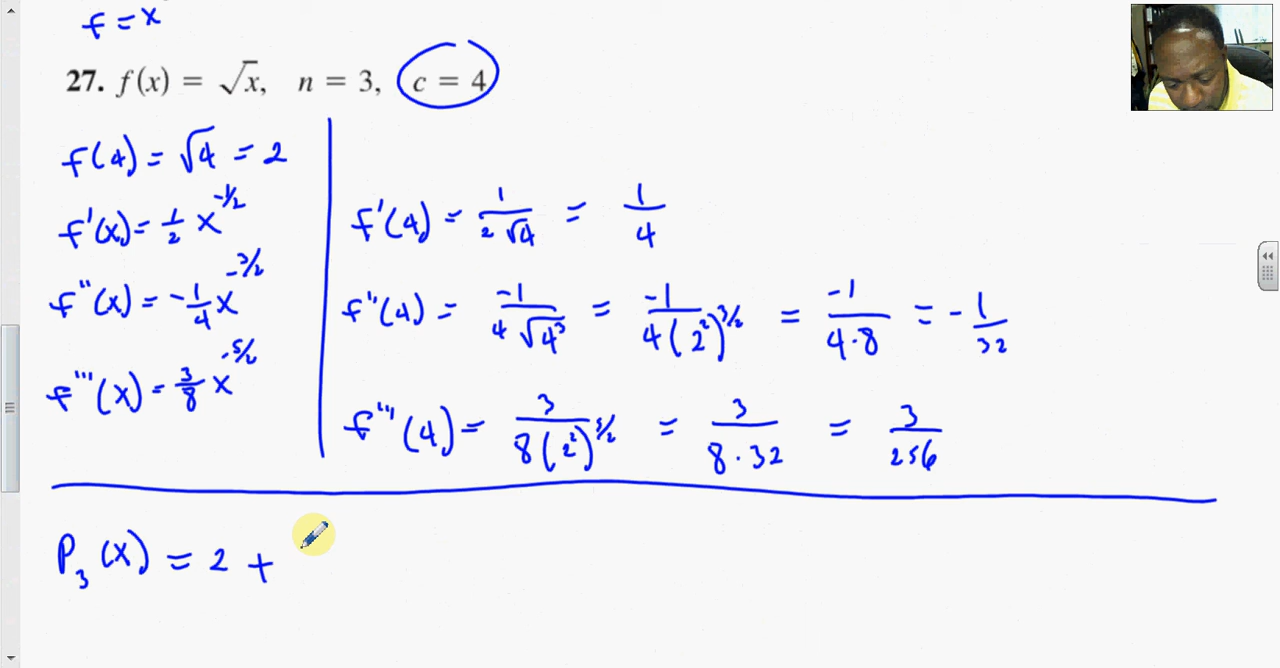 f = x
27. f(x) = √x, n = 3, c = 4
f(4) = √4 = 2
f'(x) = 1/2 x^-1/2
f''(x) = -1/4 x^-3/2
f'''(x) = 3/8 x^-5/2
f'(4) = 1/2√4 = 1/4
f''(4) = -1/4√4³ = -1/4(2²)^3/2 = -1/4·8 = -1/32
f'''(4) = 3/8(2²)^5/2 = 3/8·32 = 3/256
P₃(x) = 2 +